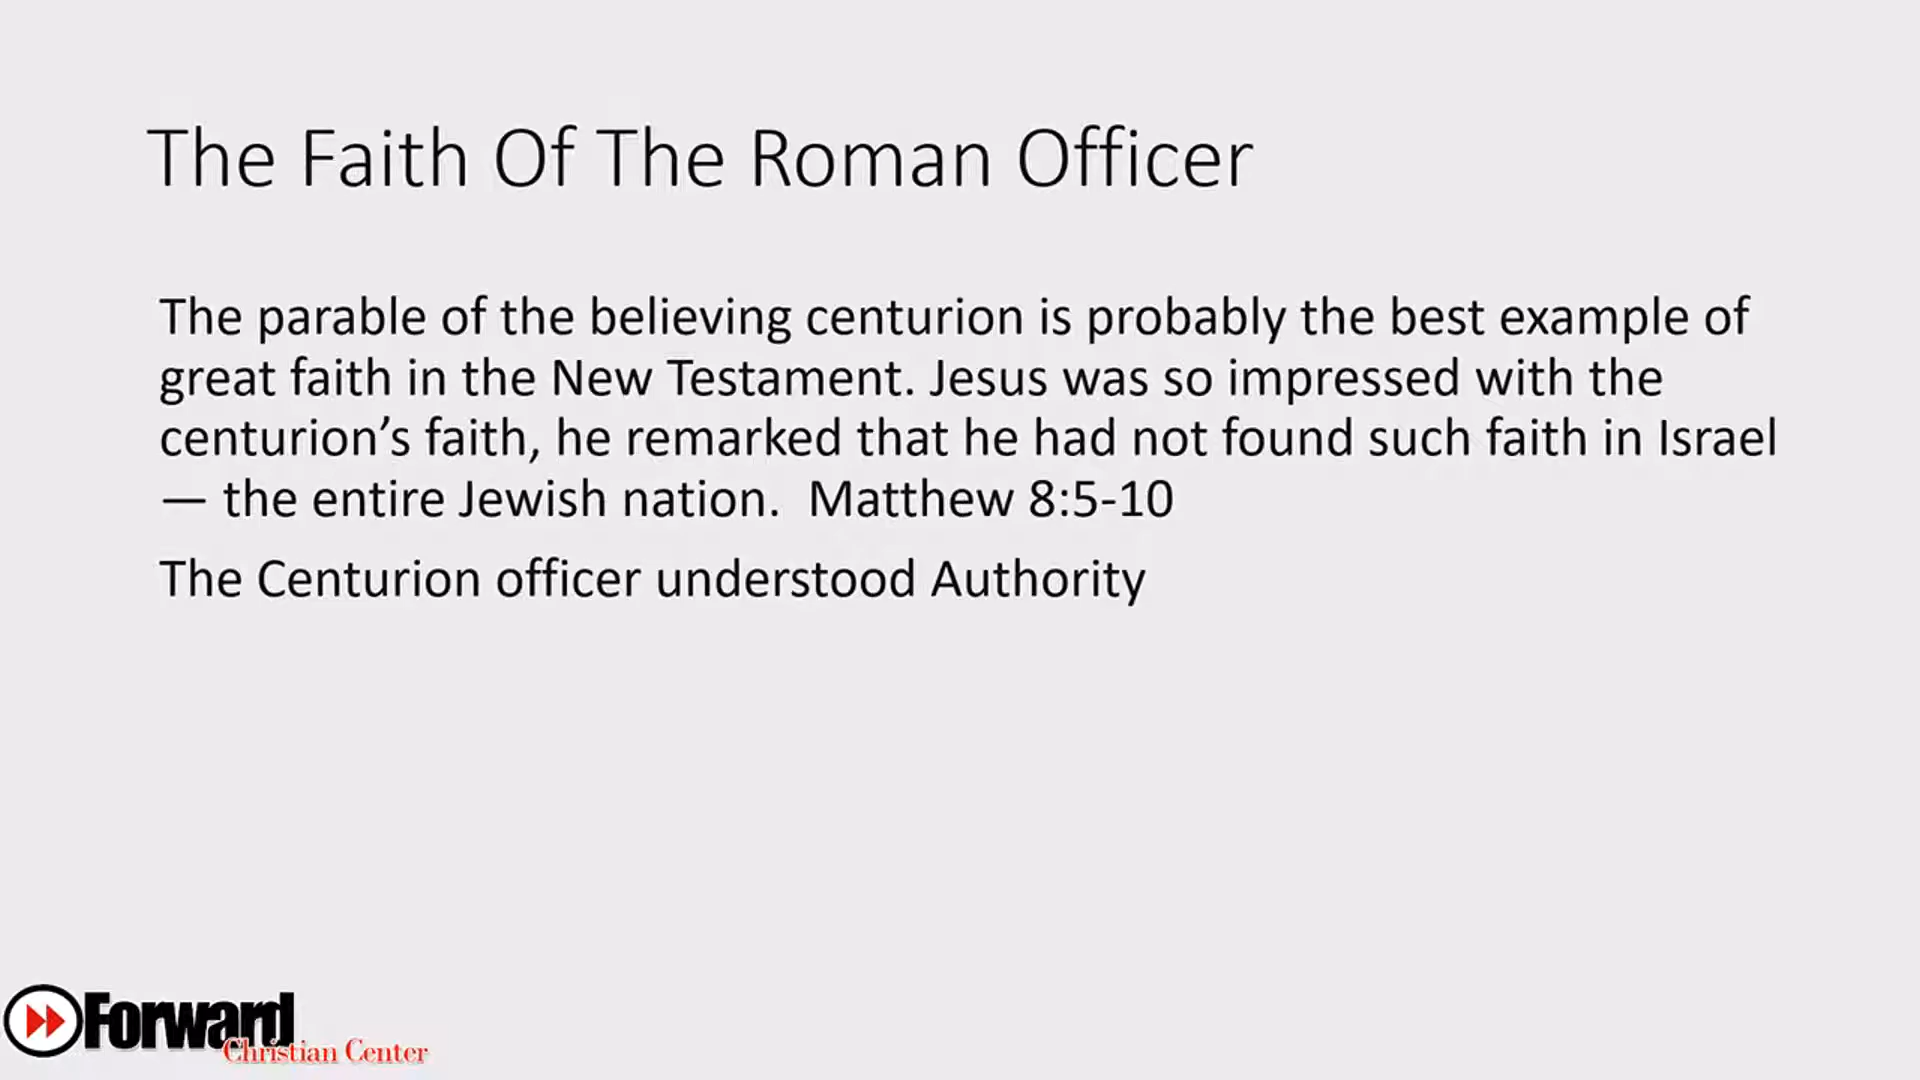 The Faith Of The Roman Officer
The parable of the believing centurion is probably the best example of
great faith in the New Testament. Jesus was so impressed with the
centurion’s faith, he remarked that he had not found such faith in Israel
— the entire Jewish nation.  Matthew 8:5-10
The Centurion officer understood Authority
Forward
Christian Center